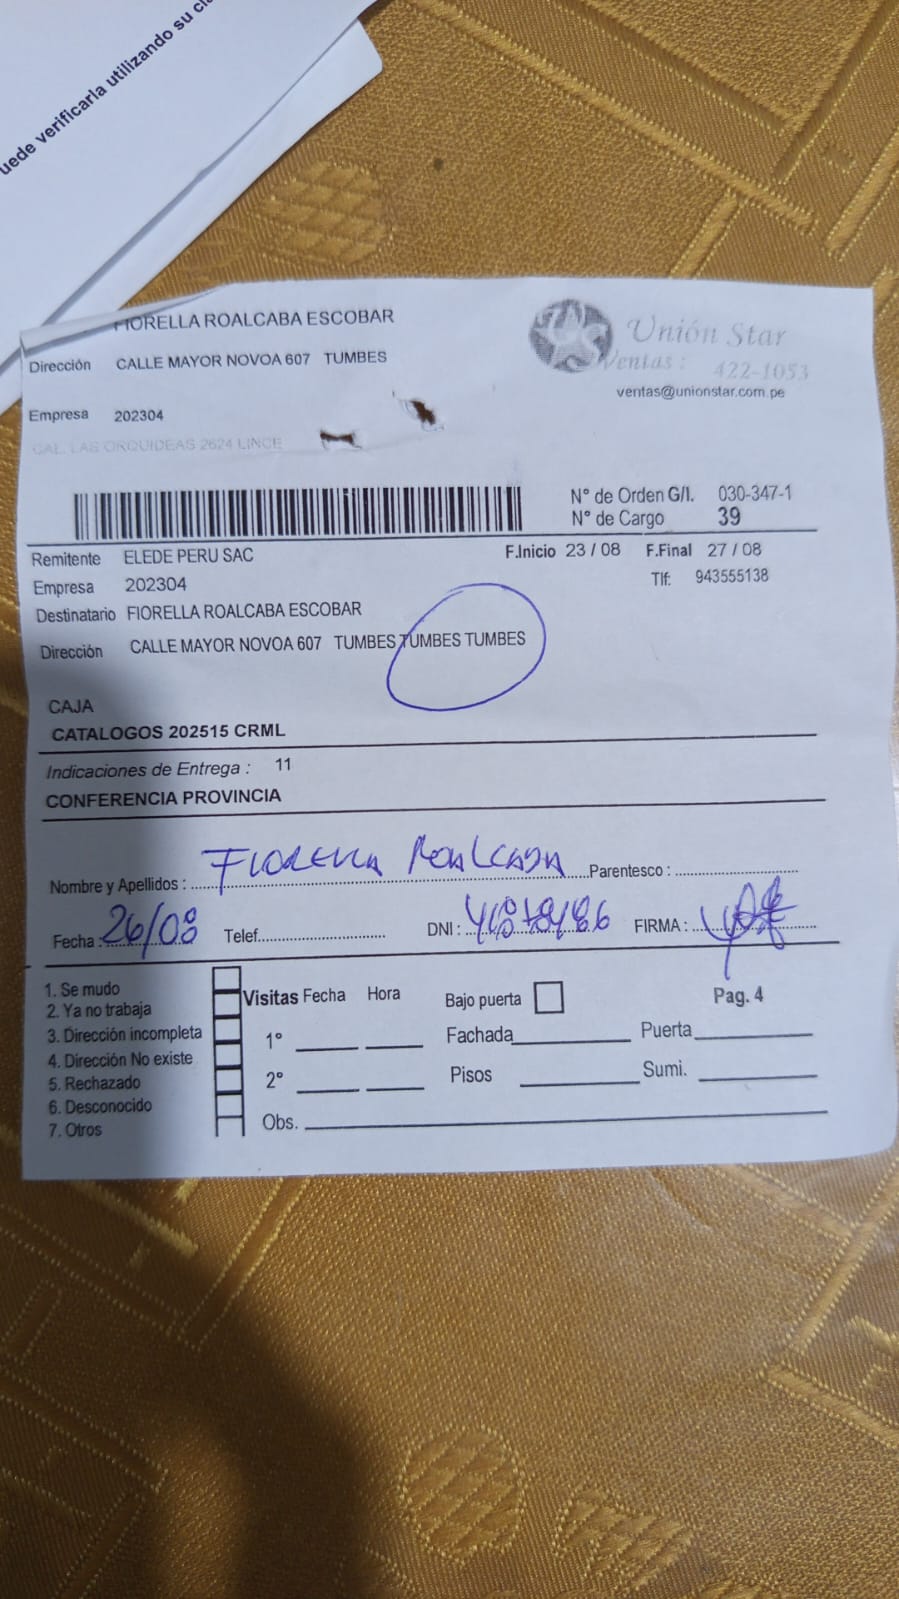 uede verificarla utilizando su
FIORELLA ROALCABA ESCOBAR
Dirección CALLE MAYOR NOVOA 607 TUMBES
Empresa 202304
CAL. LAS ORQUIDEAS 2624 LINCE
Unión Star
Ventas : 422-1053
ventas@unionstar.com.pe
N° de Orden G/I. 030-347-1
N° de Cargo 39
Remitente ELEDE PERU SAC F.Inicio 23 / 08 F.Final 27 / 08
Empresa 202304 Tlf: 943555138
Destinatario FIORELLA ROALCABA ESCOBAR
Dirección CALLE MAYOR NOVOA 607 TUMBES TUMBES TUMBES
CAJA
CATALOGOS 202515 CRML
Indicaciones de Entrega : 11
CONFERENCIA PROVINCIA
Nombre y Apellidos : FIORELLA ROALCABA Parentesco :
Fecha : 26/08 Telef. DNI : FIRMA :
1. Se mudo
2. Ya no trabaja
3. Dirección incompleta
4. Dirección No existe
5. Rechazado
6. Desconocido
7. Otros
Visitas Fecha Hora Bajo puerta Pag. 4
1° Fachada Puerta
2° Pisos Sumi.
Obs.